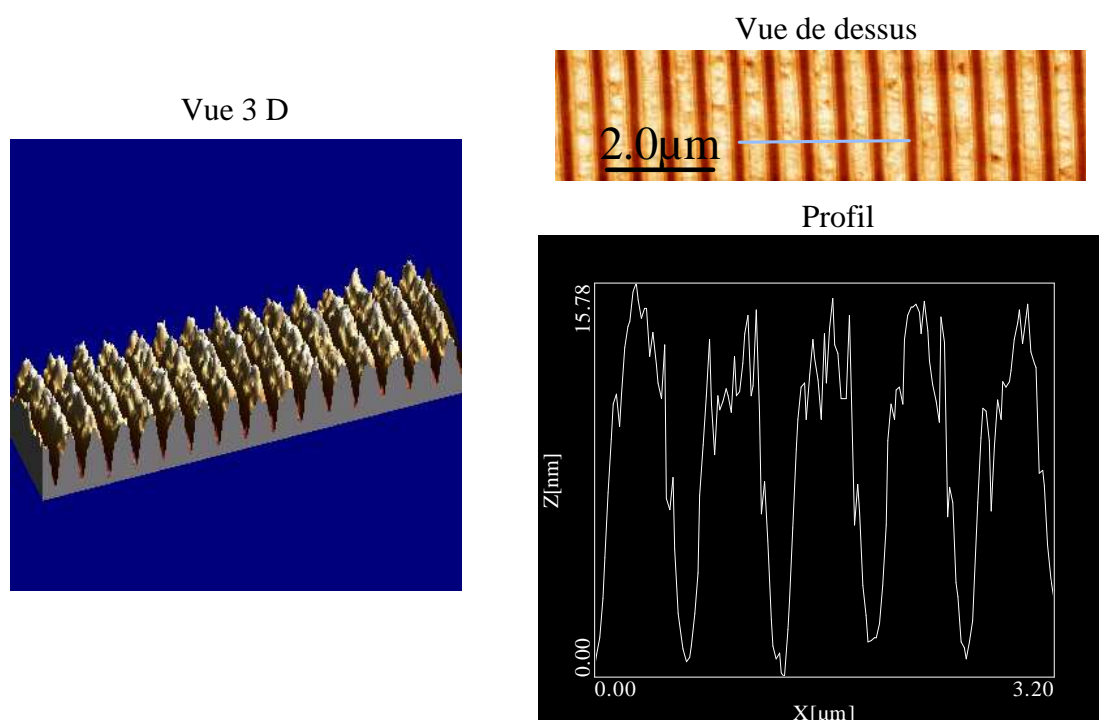 Vue de dessus
Vue 3 D
2.0µm
Profil
15.78
Z[nm]
0.00
0.00
3.20
X[µm]